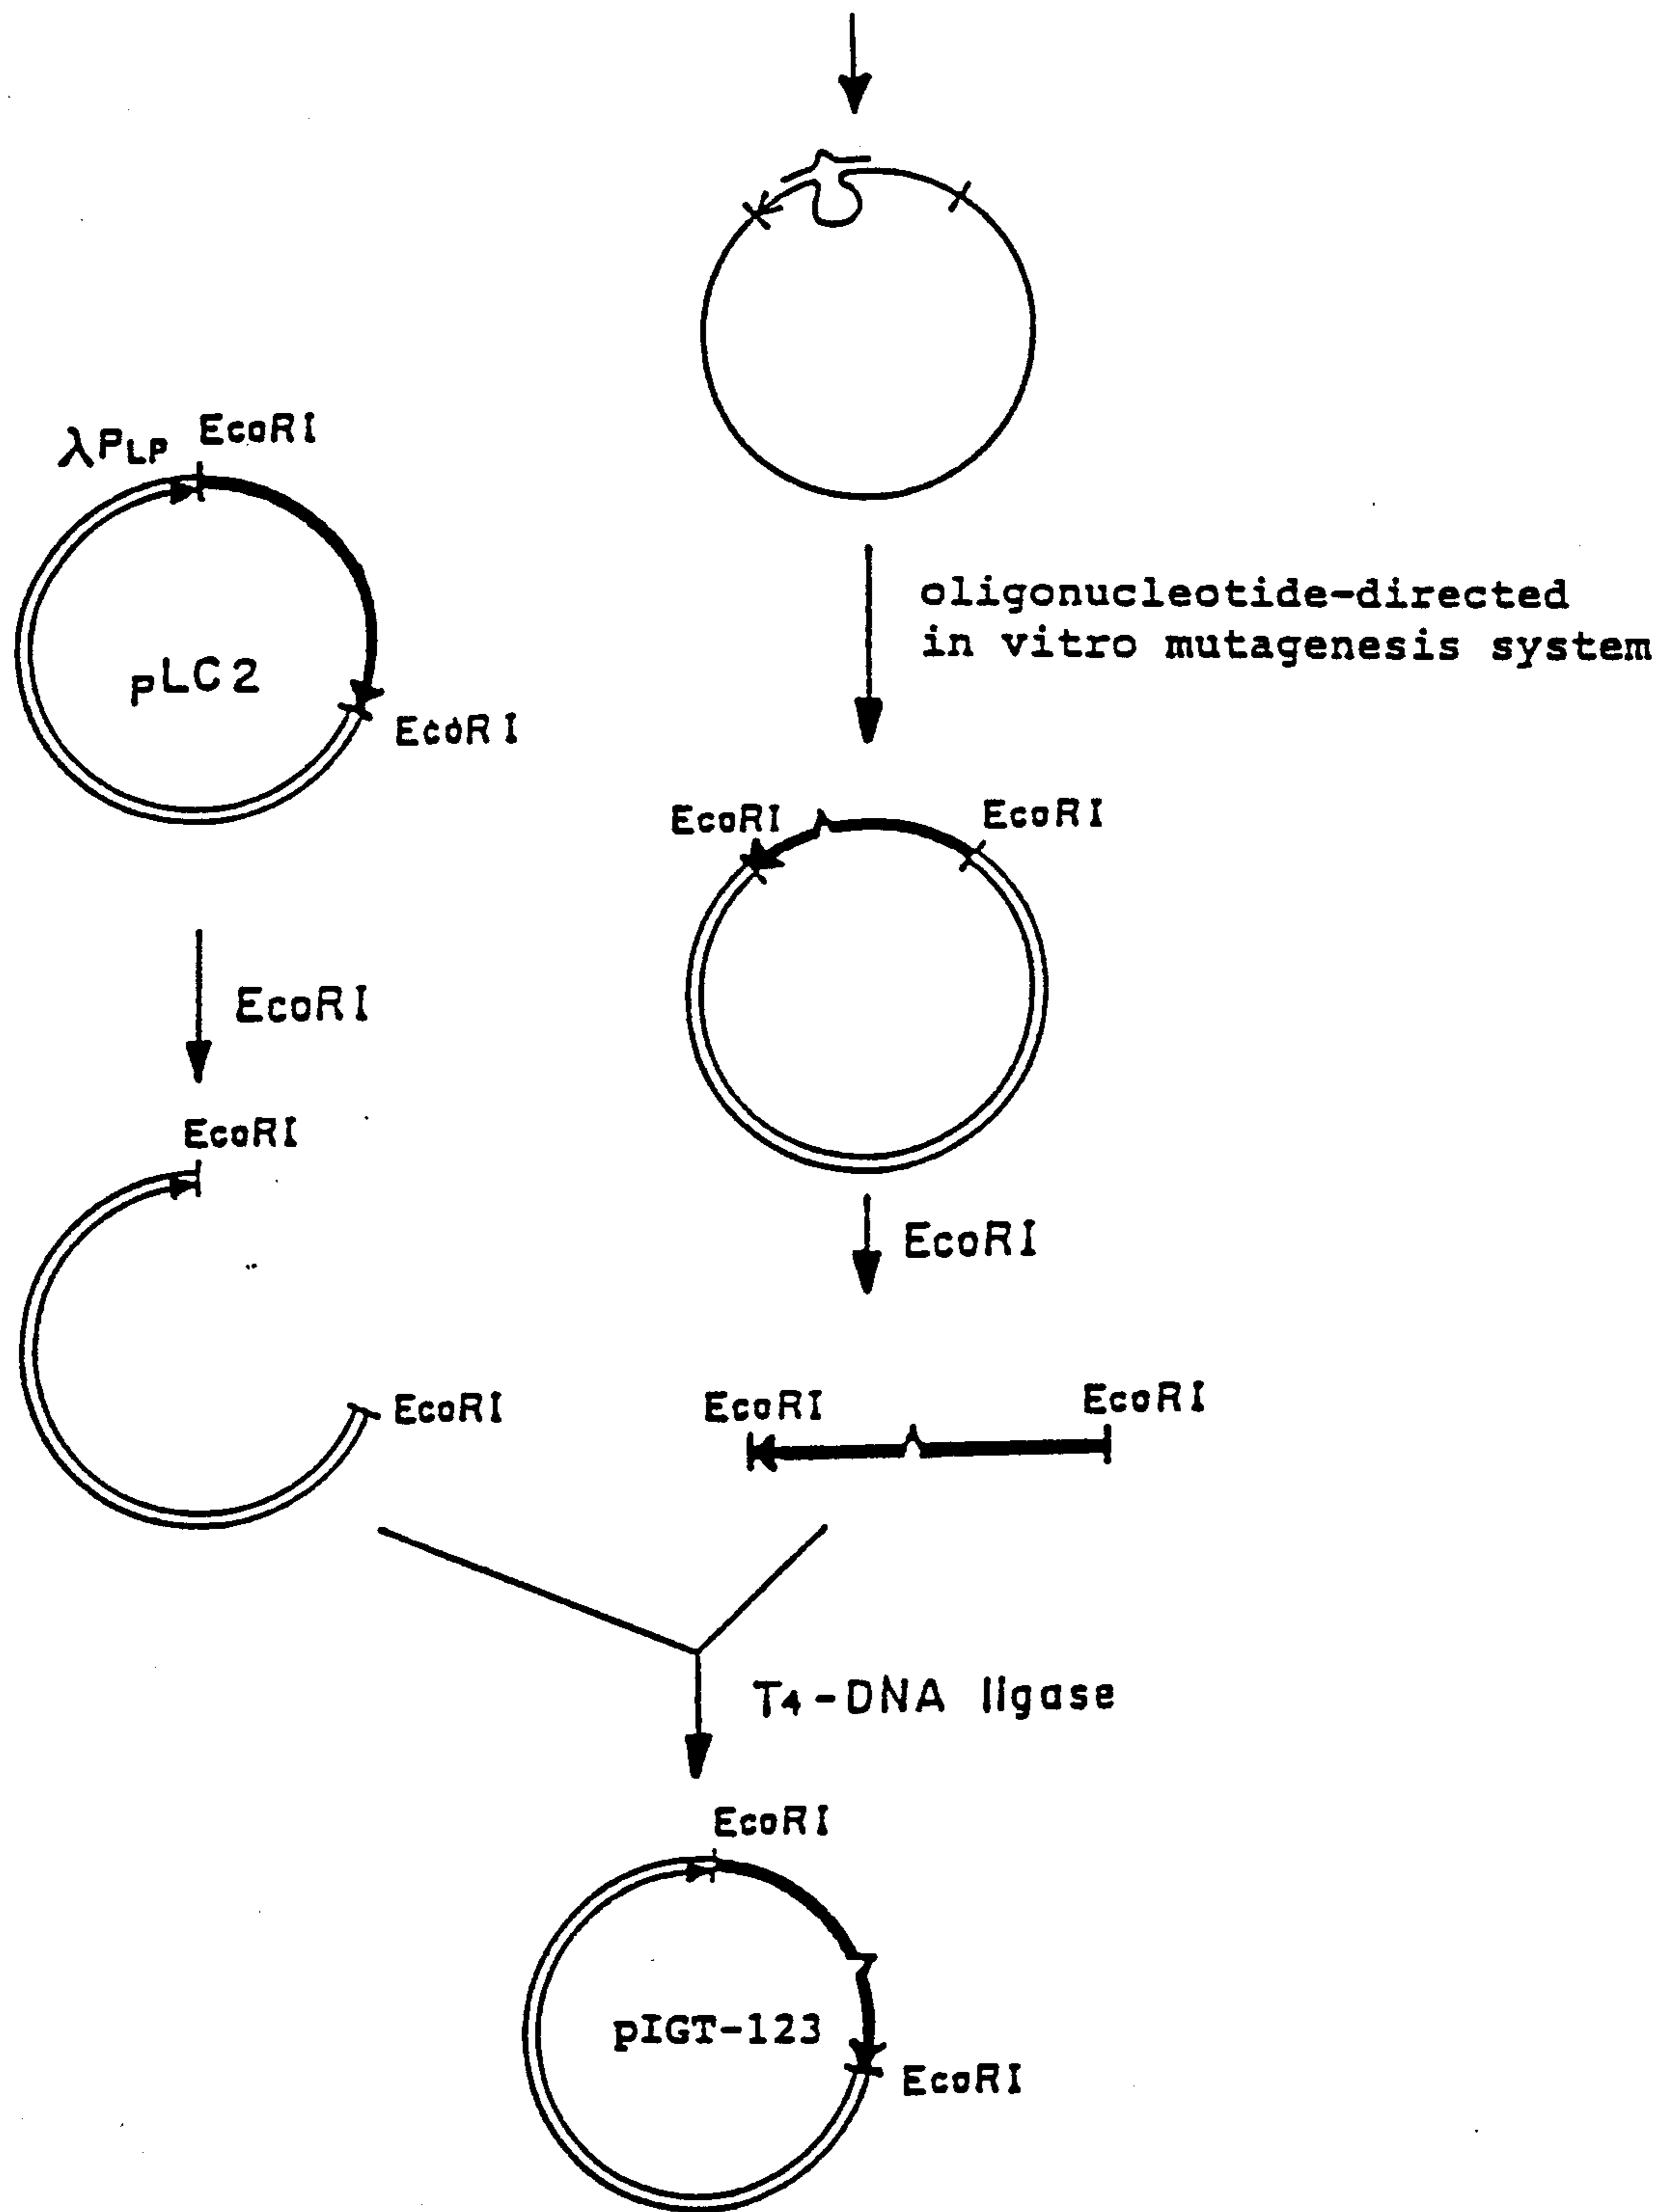 λPLP EcoRI
pLC2
EcoRI
oligonucleotide-directed
in vitro mutagenesis system
EcoRI
EcoRI
EcoRI
EcoRI
EcoRI
EcoRI
EcoRI
EcoRI
EcoRI
T4-DNA ligase
EcoRI
pIGT-123
EcoRI